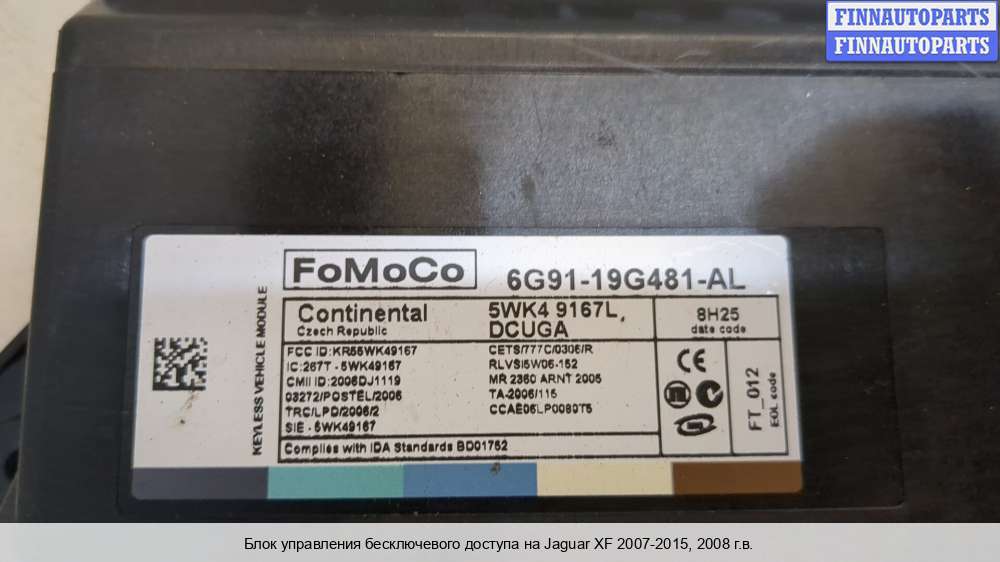 FINNAUTOPARTS
FINNAUTOPARTS
FoMoCo
6G91-19G481-AL
KEYLESS VEHICLE MODULE
Continental
Czech Republic
5WK4 9167L,
DCUGA
8H25
date code
FCC ID:KR55WK49167
IC:267T - 5WK49167
CMII ID:2006DJ1119
03272/POSTEL/2006
TRC/LPD/2006/2
SIE - 5WK49167
CETS/777C/0306/R
RLVSI5W06-152
MR 2360 ARNT 2006
TA-2006/115
CCAE06LP0080T5
CE
N
FT_012
EOL code
Complies with IDA Standards BD01752
Блок управления бесключевого доступа на Jaguar XF 2007-2015, 2008 г.в.